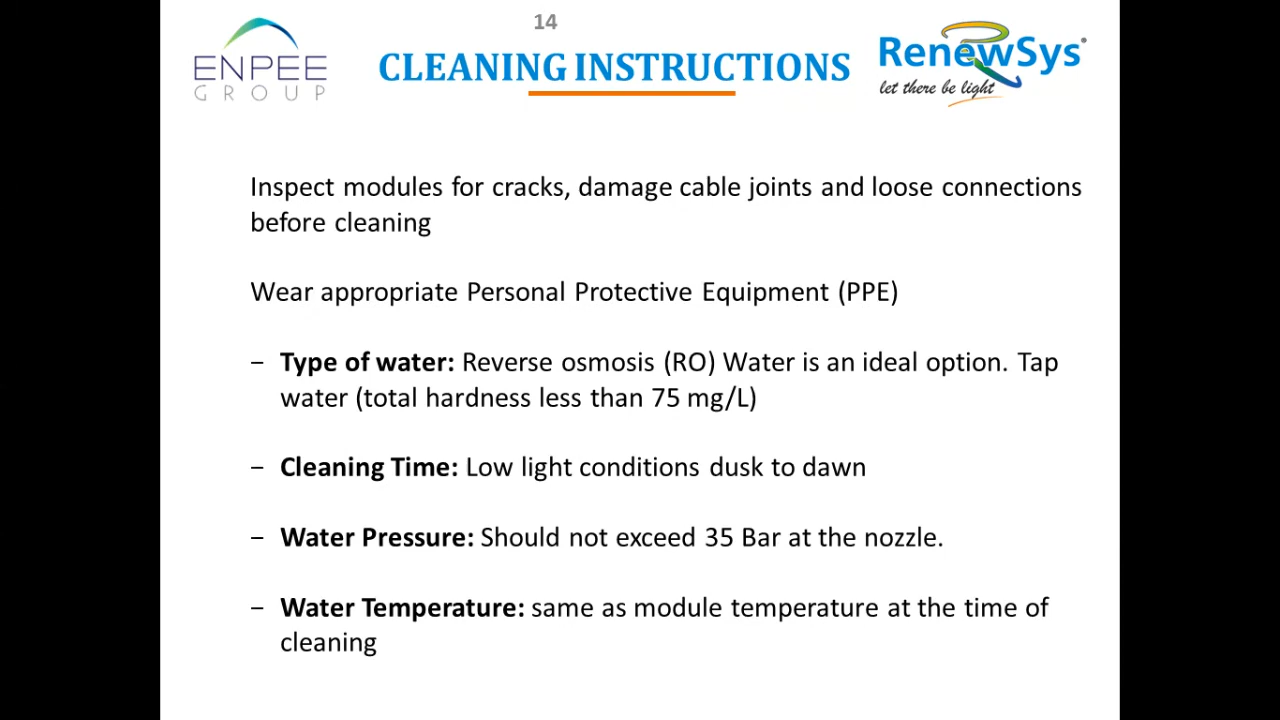 14
ENPEE
GROUP
CLEANING INSTRUCTIONS
RenewSys
let there be light
Inspect modules for cracks, damage cable joints and loose connections
before cleaning
Wear appropriate Personal Protective Equipment (PPE)
– Type of water: Reverse osmosis (RO) Water is an ideal option. Tap
water (total hardness less than 75 mg/L)
– Cleaning Time: Low light conditions dusk to dawn
– Water Pressure: Should not exceed 35 Bar at the nozzle.
– Water Temperature: same as module temperature at the time of
cleaning